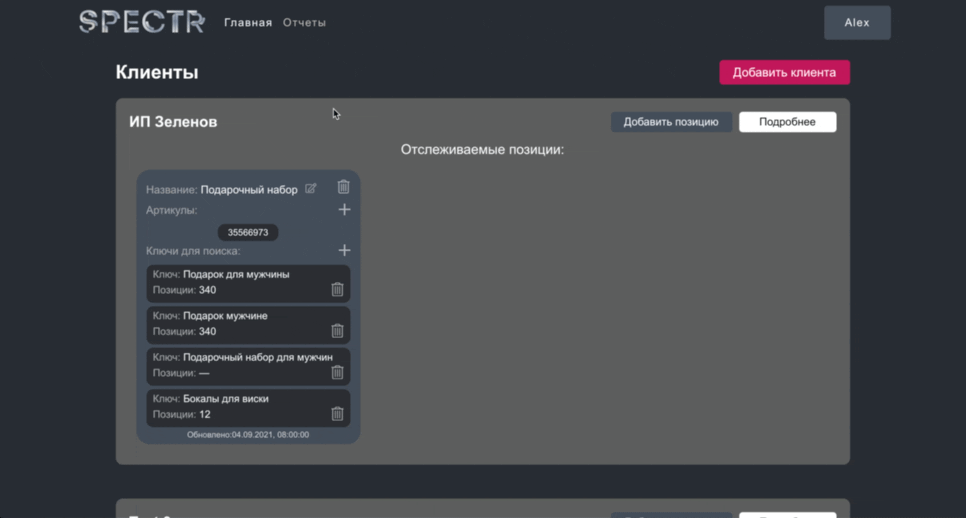 SPECTR Главная Отчеты Alex
Клиенты Добавить клиента
ИП Зеленов Добавить позицию Подробнее
Отслеживаемые позиции:
Название: Подарочный набор
Артикулы:
35566973
Ключи для поиска:
Ключ: Подарок для мужчины
Позиции: 340
Ключ: Подарок мужчине
Позиции: 340
Ключ: Подарочный набор для мужчин
Позиции: —
Ключ: Бокалы для виски
Позиции: 12
Обновлено:04.09.2021, 08:00:00